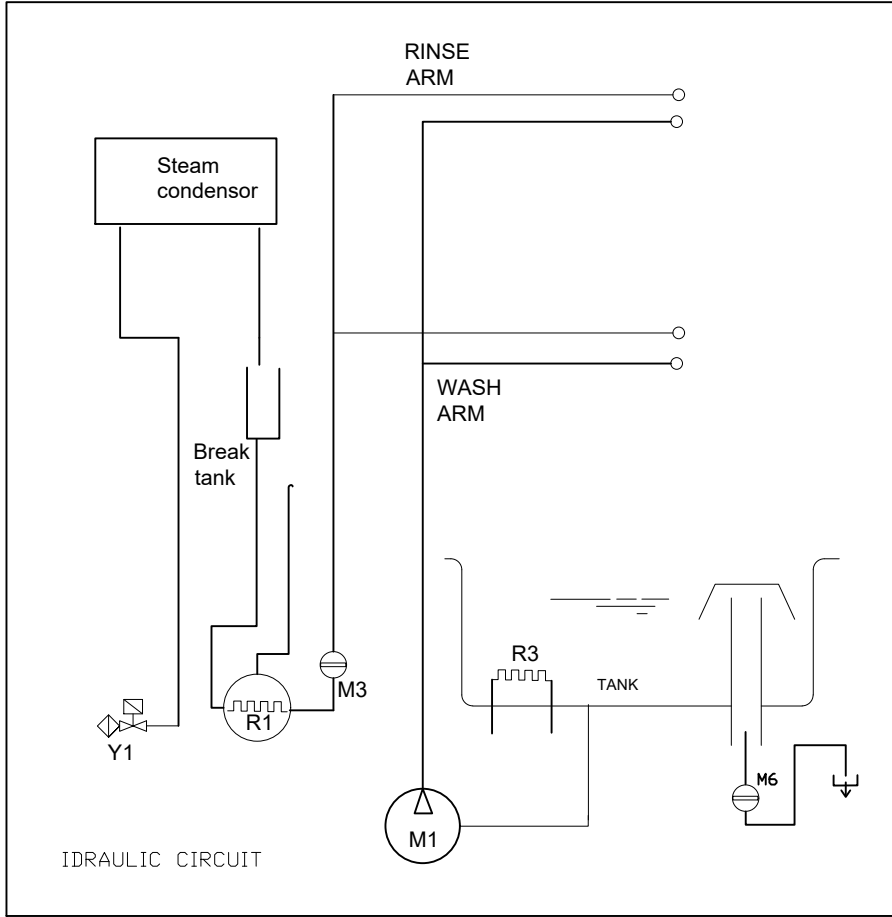 RINSE
ARM
Steam
condensor
WASH
ARM
Break
tank
R3
TANK
M3
R1
Y1
M6
M1
IDRAULIC CIRCUIT